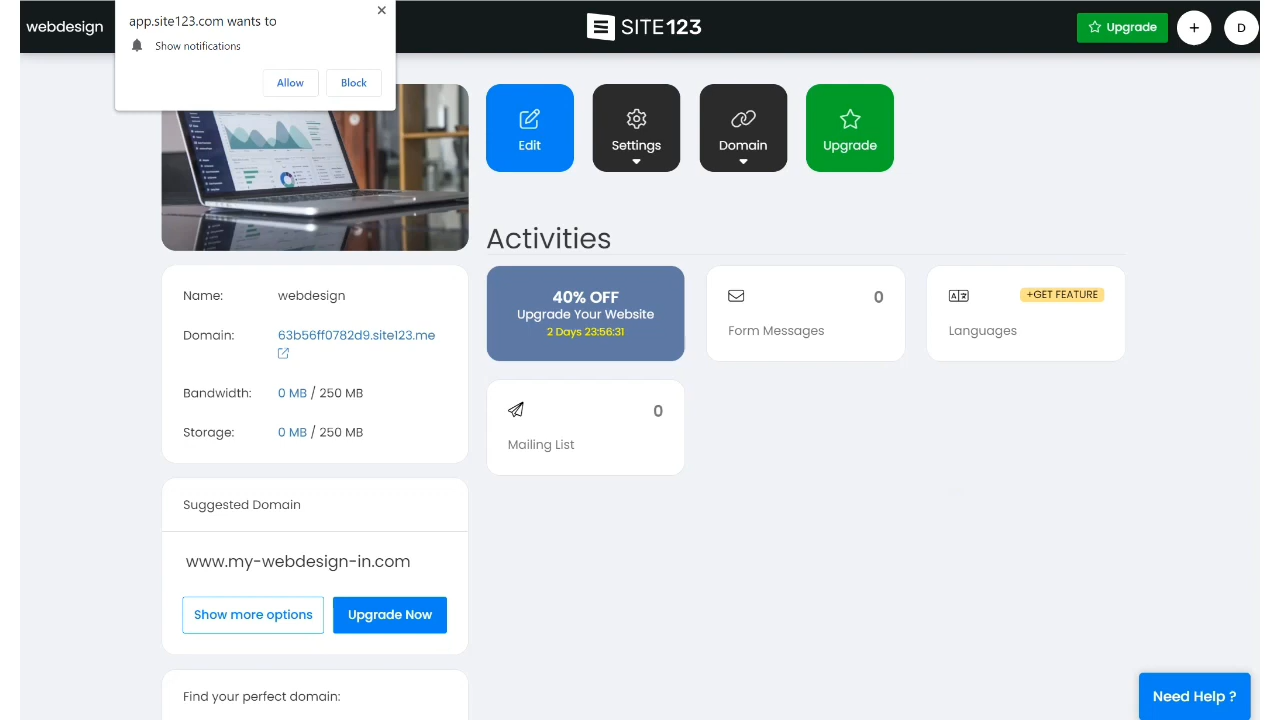 webdesign
app.site123.com wants to
Show notifications
Allow
Block
SITE123
Upgrade
+
D
Edit
Settings
Domain
Upgrade
Activities
40% OFF
Upgrade Your Website
2 Days 23:56:31
0
Form Messages
+GET FEATURE
Languages
0
Mailing List
Name: webdesign
Domain: 63b56ff0782d9.site123.me
Bandwidth: 0 MB / 250 MB
Storage: 0 MB / 250 MB
Suggested Domain
www.my-webdesign-in.com
Show more options
Upgrade Now
Find your perfect domain:
Need Help ?